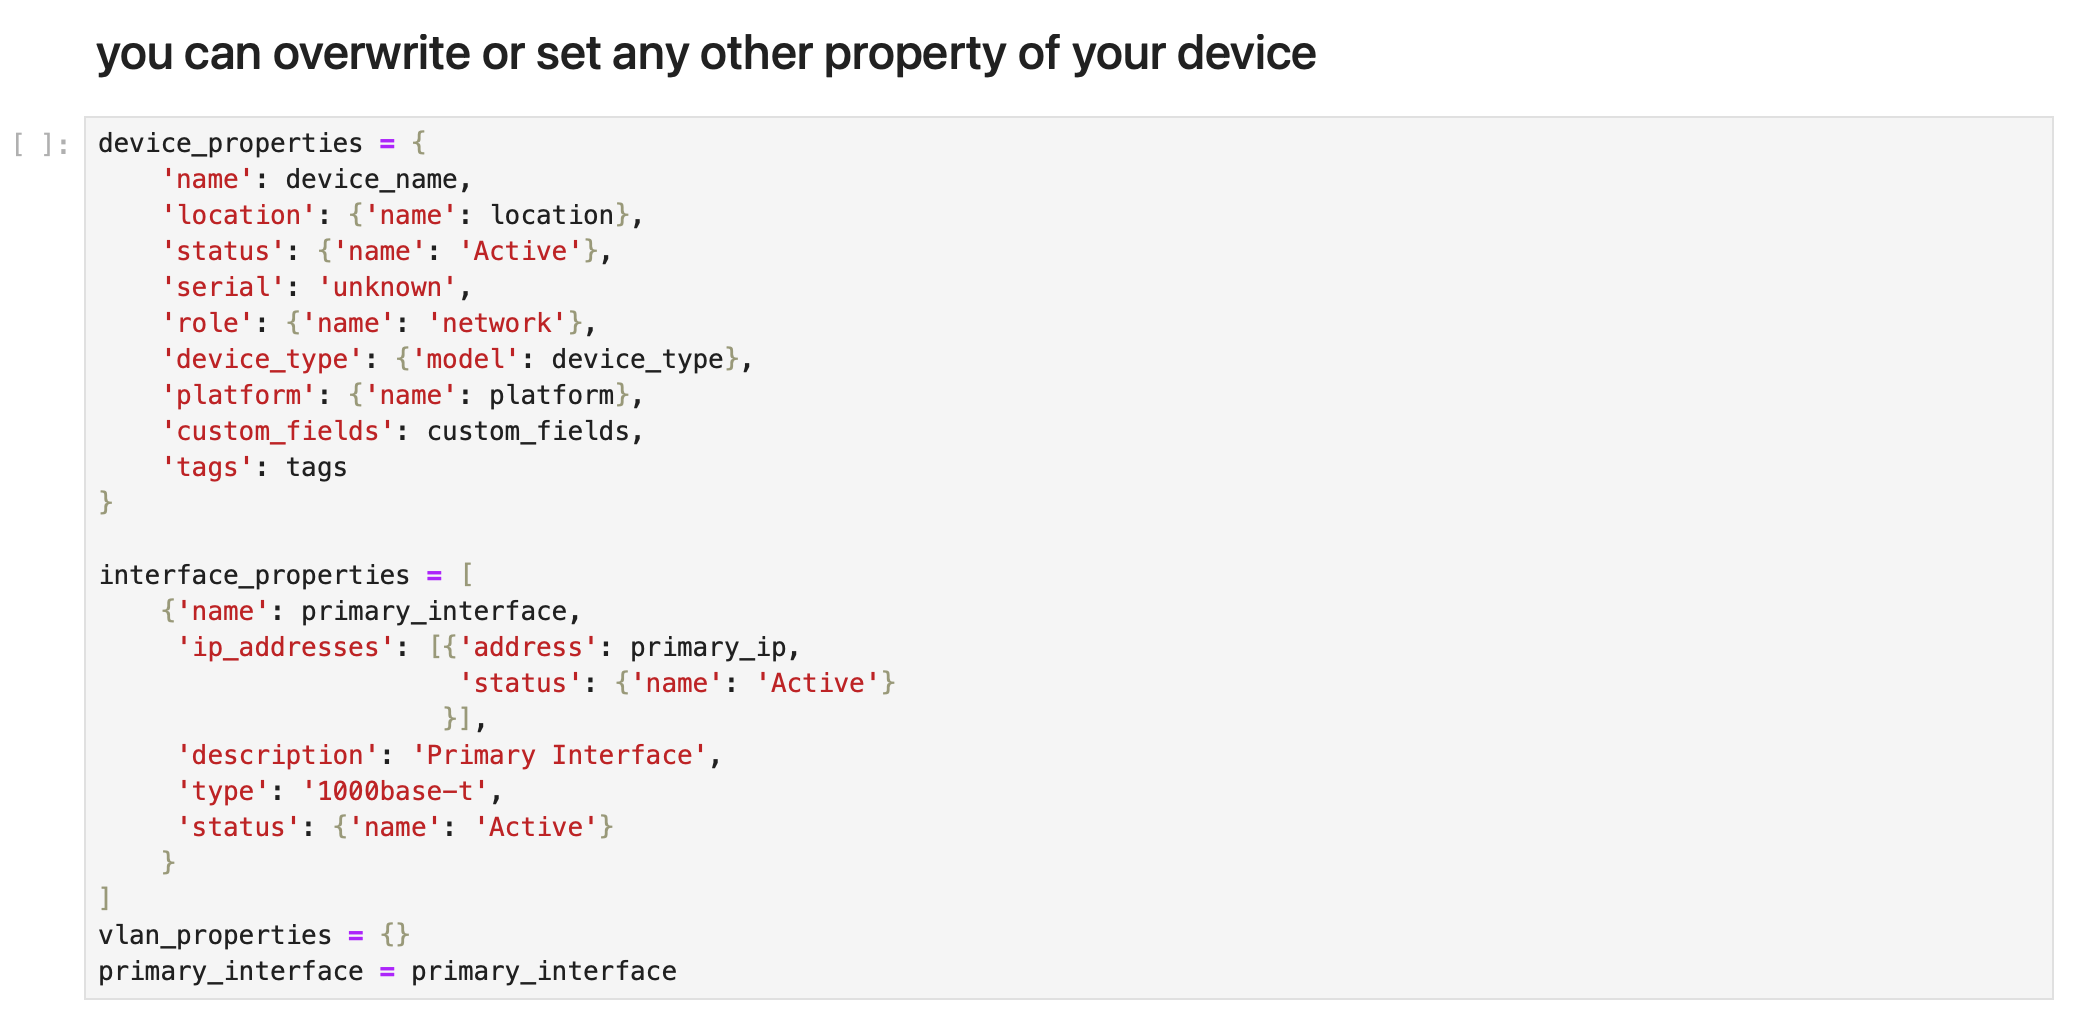 you can overwrite or set any other property of your device
[ ]:
device_properties = {
    'name': device_name,
    'location': {'name': location},
    'status': {'name': 'Active'},
    'serial': 'unknown',
    'role': {'name': 'network'},
    'device_type': {'model': device_type},
    'platform': {'name': platform},
    'custom_fields': custom_fields,
    'tags': tags
}

interface_properties = [
    {'name': primary_interface,
     'ip_addresses': [{'address': primary_ip,
                       'status': {'name': 'Active'}
                      }],
     'description': 'Primary Interface',
     'type': '1000base-t',
     'status': {'name': 'Active'}
    }
]
vlan_properties = {}
primary_interface = primary_interface